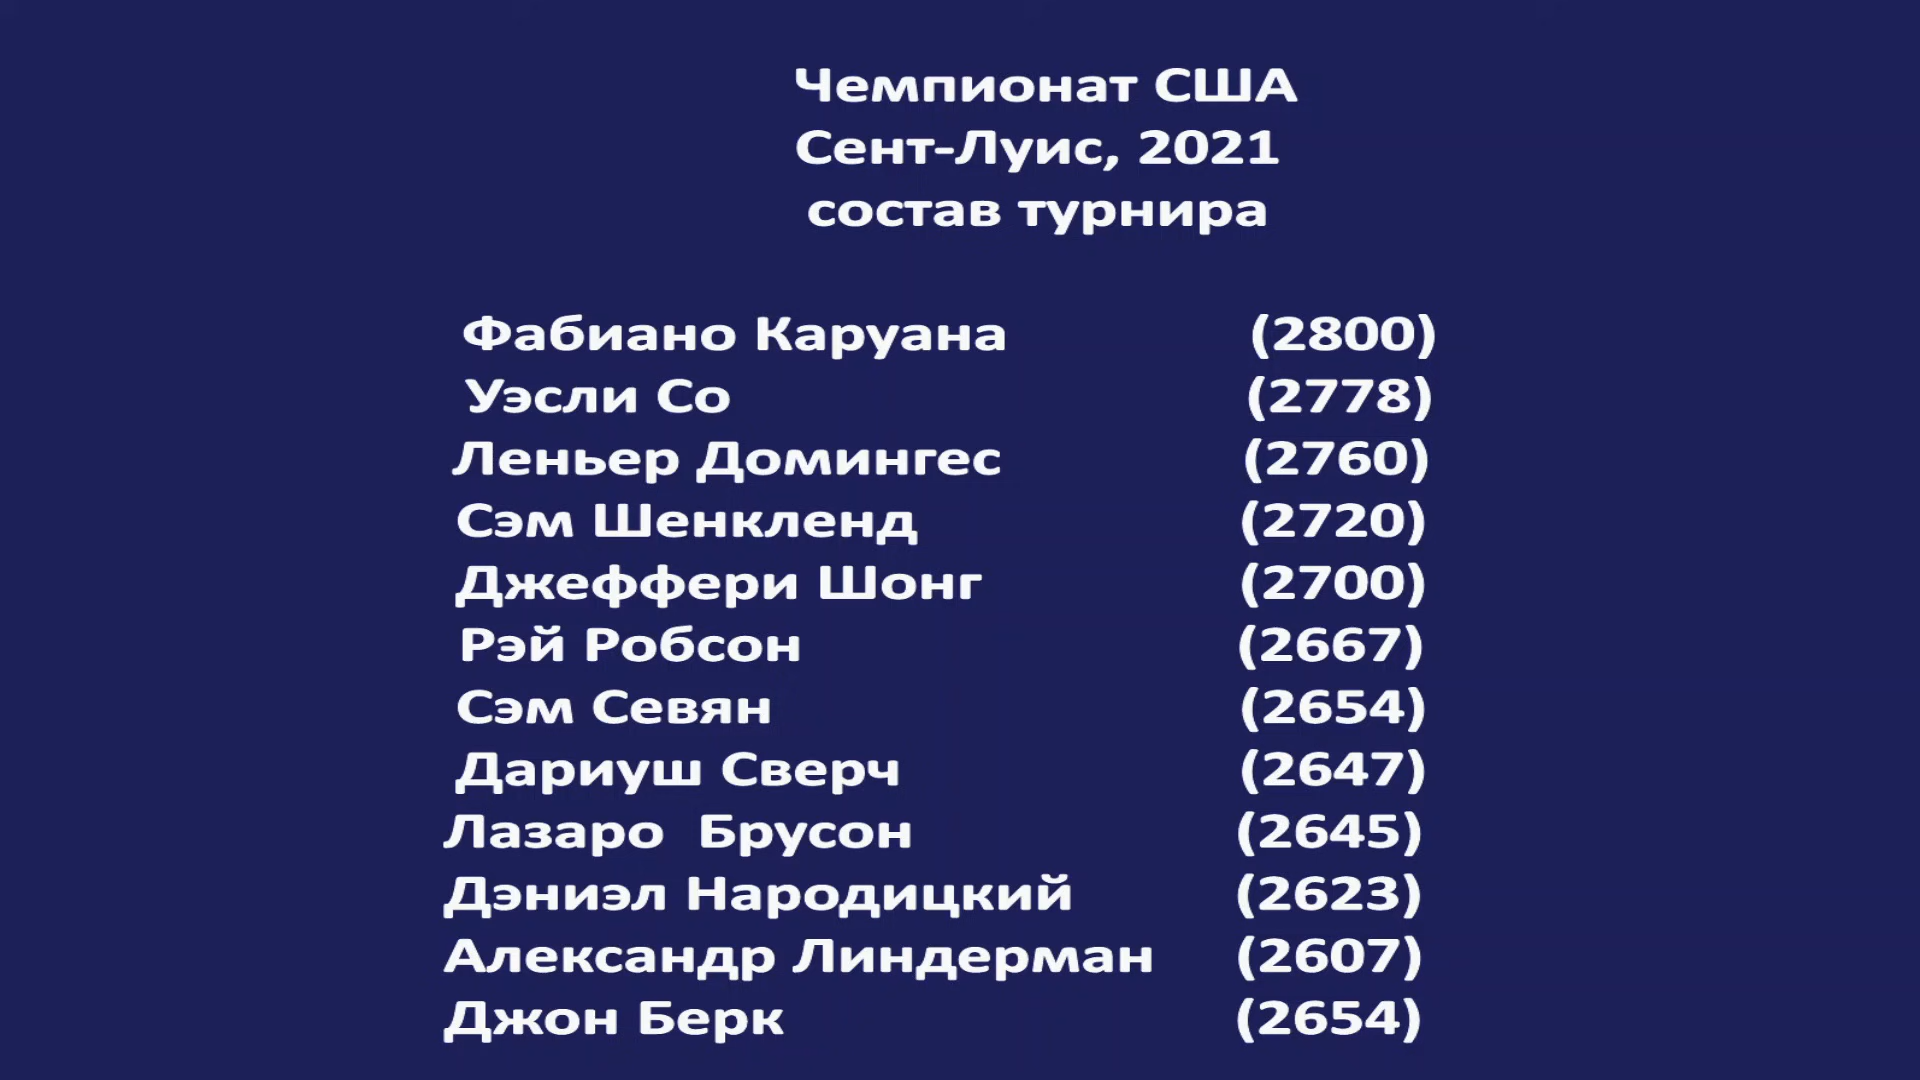 Чемпионат США
Сент-Луис, 2021
состав турнира
Фабиано Каруана (2800)
Уэсли Со (2778)
Леньер Домингес (2760)
Сэм Шенкленд (2720)
Джеффери Шонг (2700)
Рэй Робсон (2667)
Сэм Севян (2654)
Дариуш Сверч (2647)
Лазаро Брусон (2645)
Дэниэл Народицкий (2623)
Александр Линдерман (2607)
Джон Берк (2654)